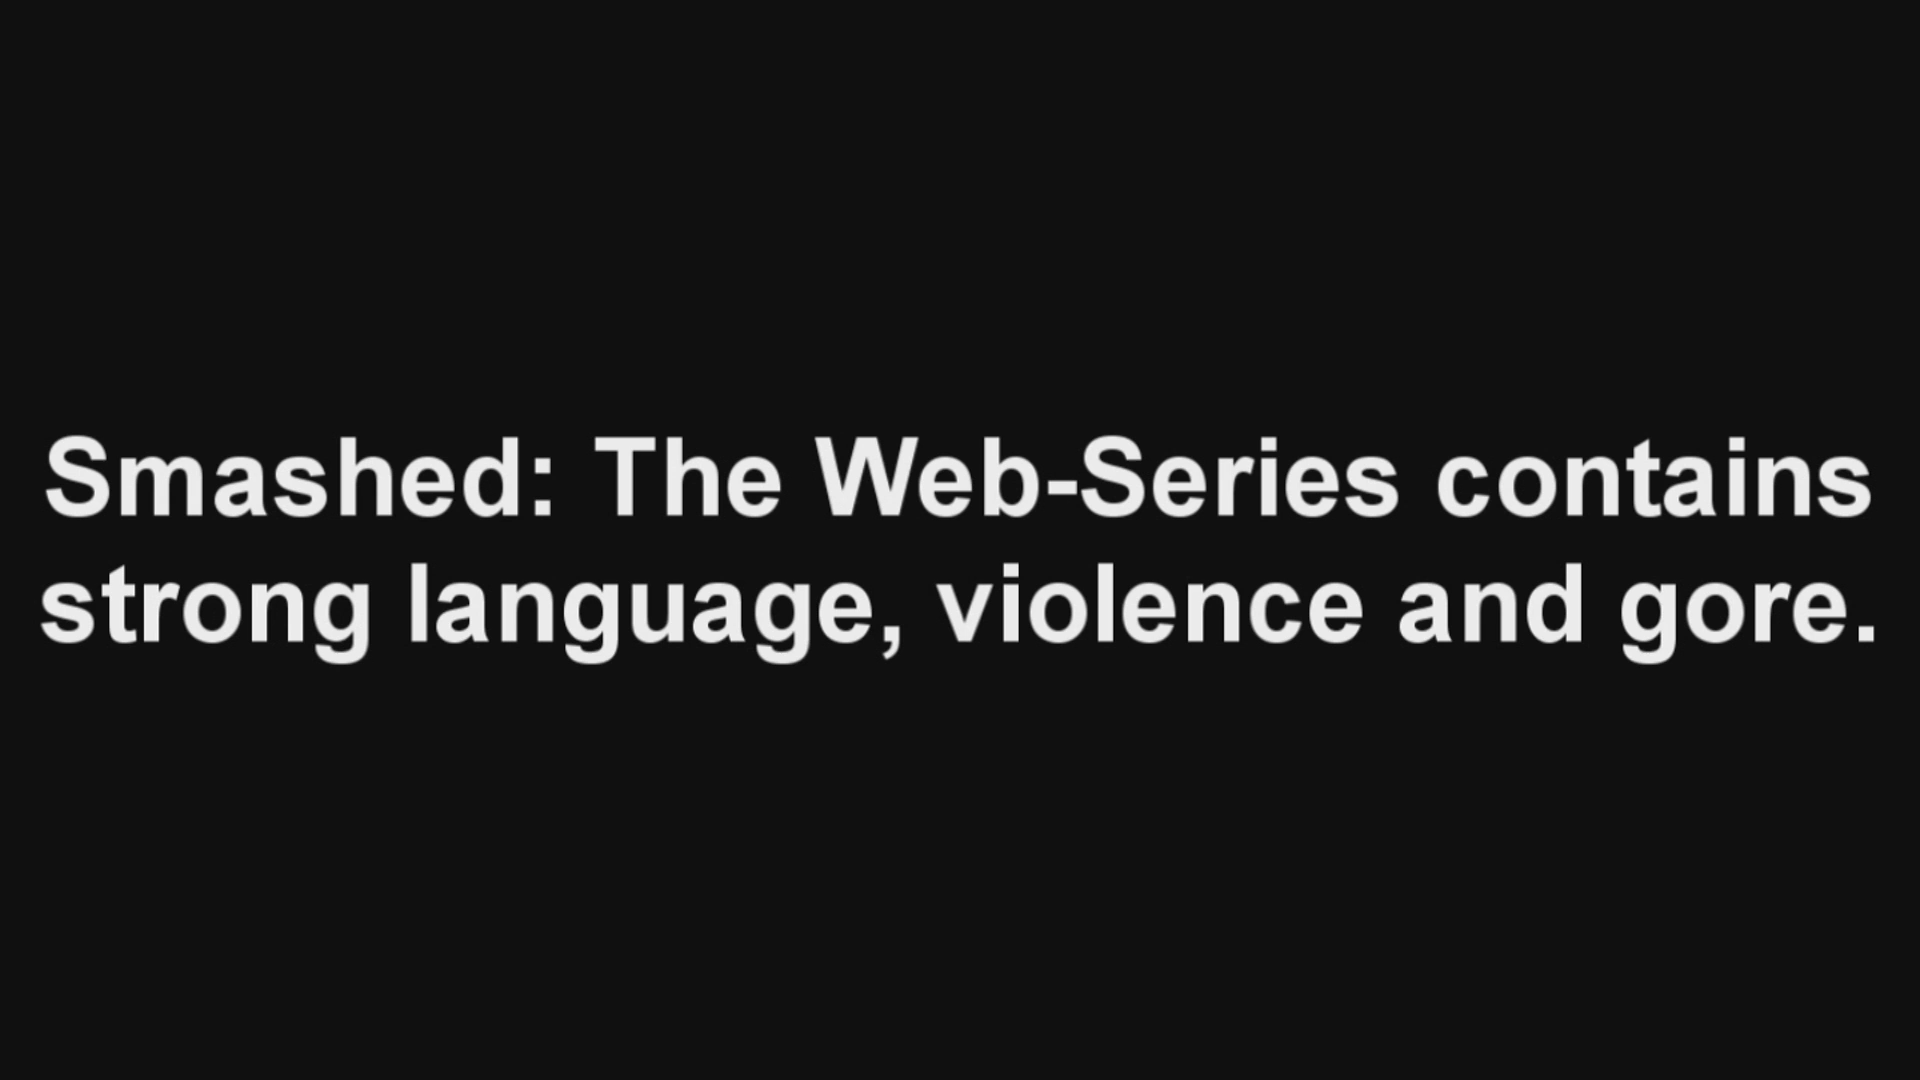 Smashed: The Web-Series contains
strong language, violence and gore.